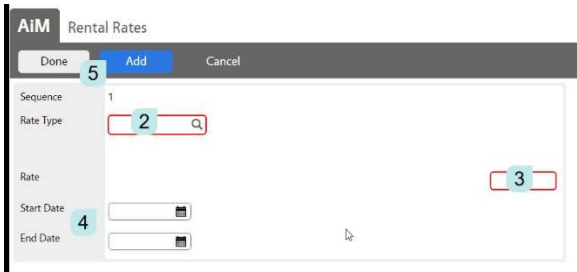 AiM Rental Rates
Done 5 Add Cancel
Sequence 1
Rate Type 2
Rate 3
Start Date
4
End Date